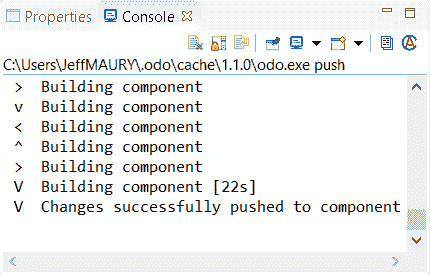 Properties Console
C:\Users\JeffMAURY\.odo\cache\1.1.0\odo.exe push
> Building component
v Building component
< Building component
^ Building component
> Building component
V Building component [22s]
V Changes successfully pushed to component